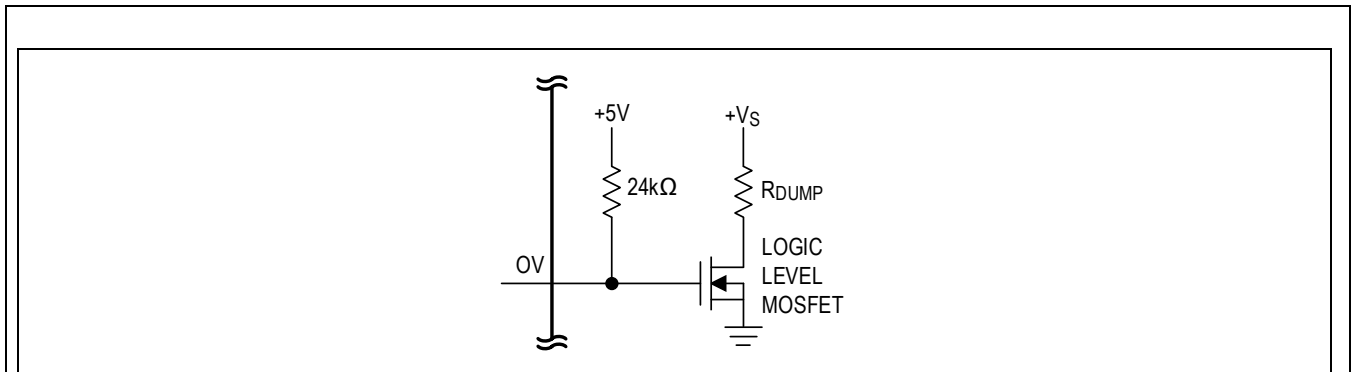 +5V
+VS
24kΩ
RDUMP
OV
LOGIC
LEVEL
MOSFET